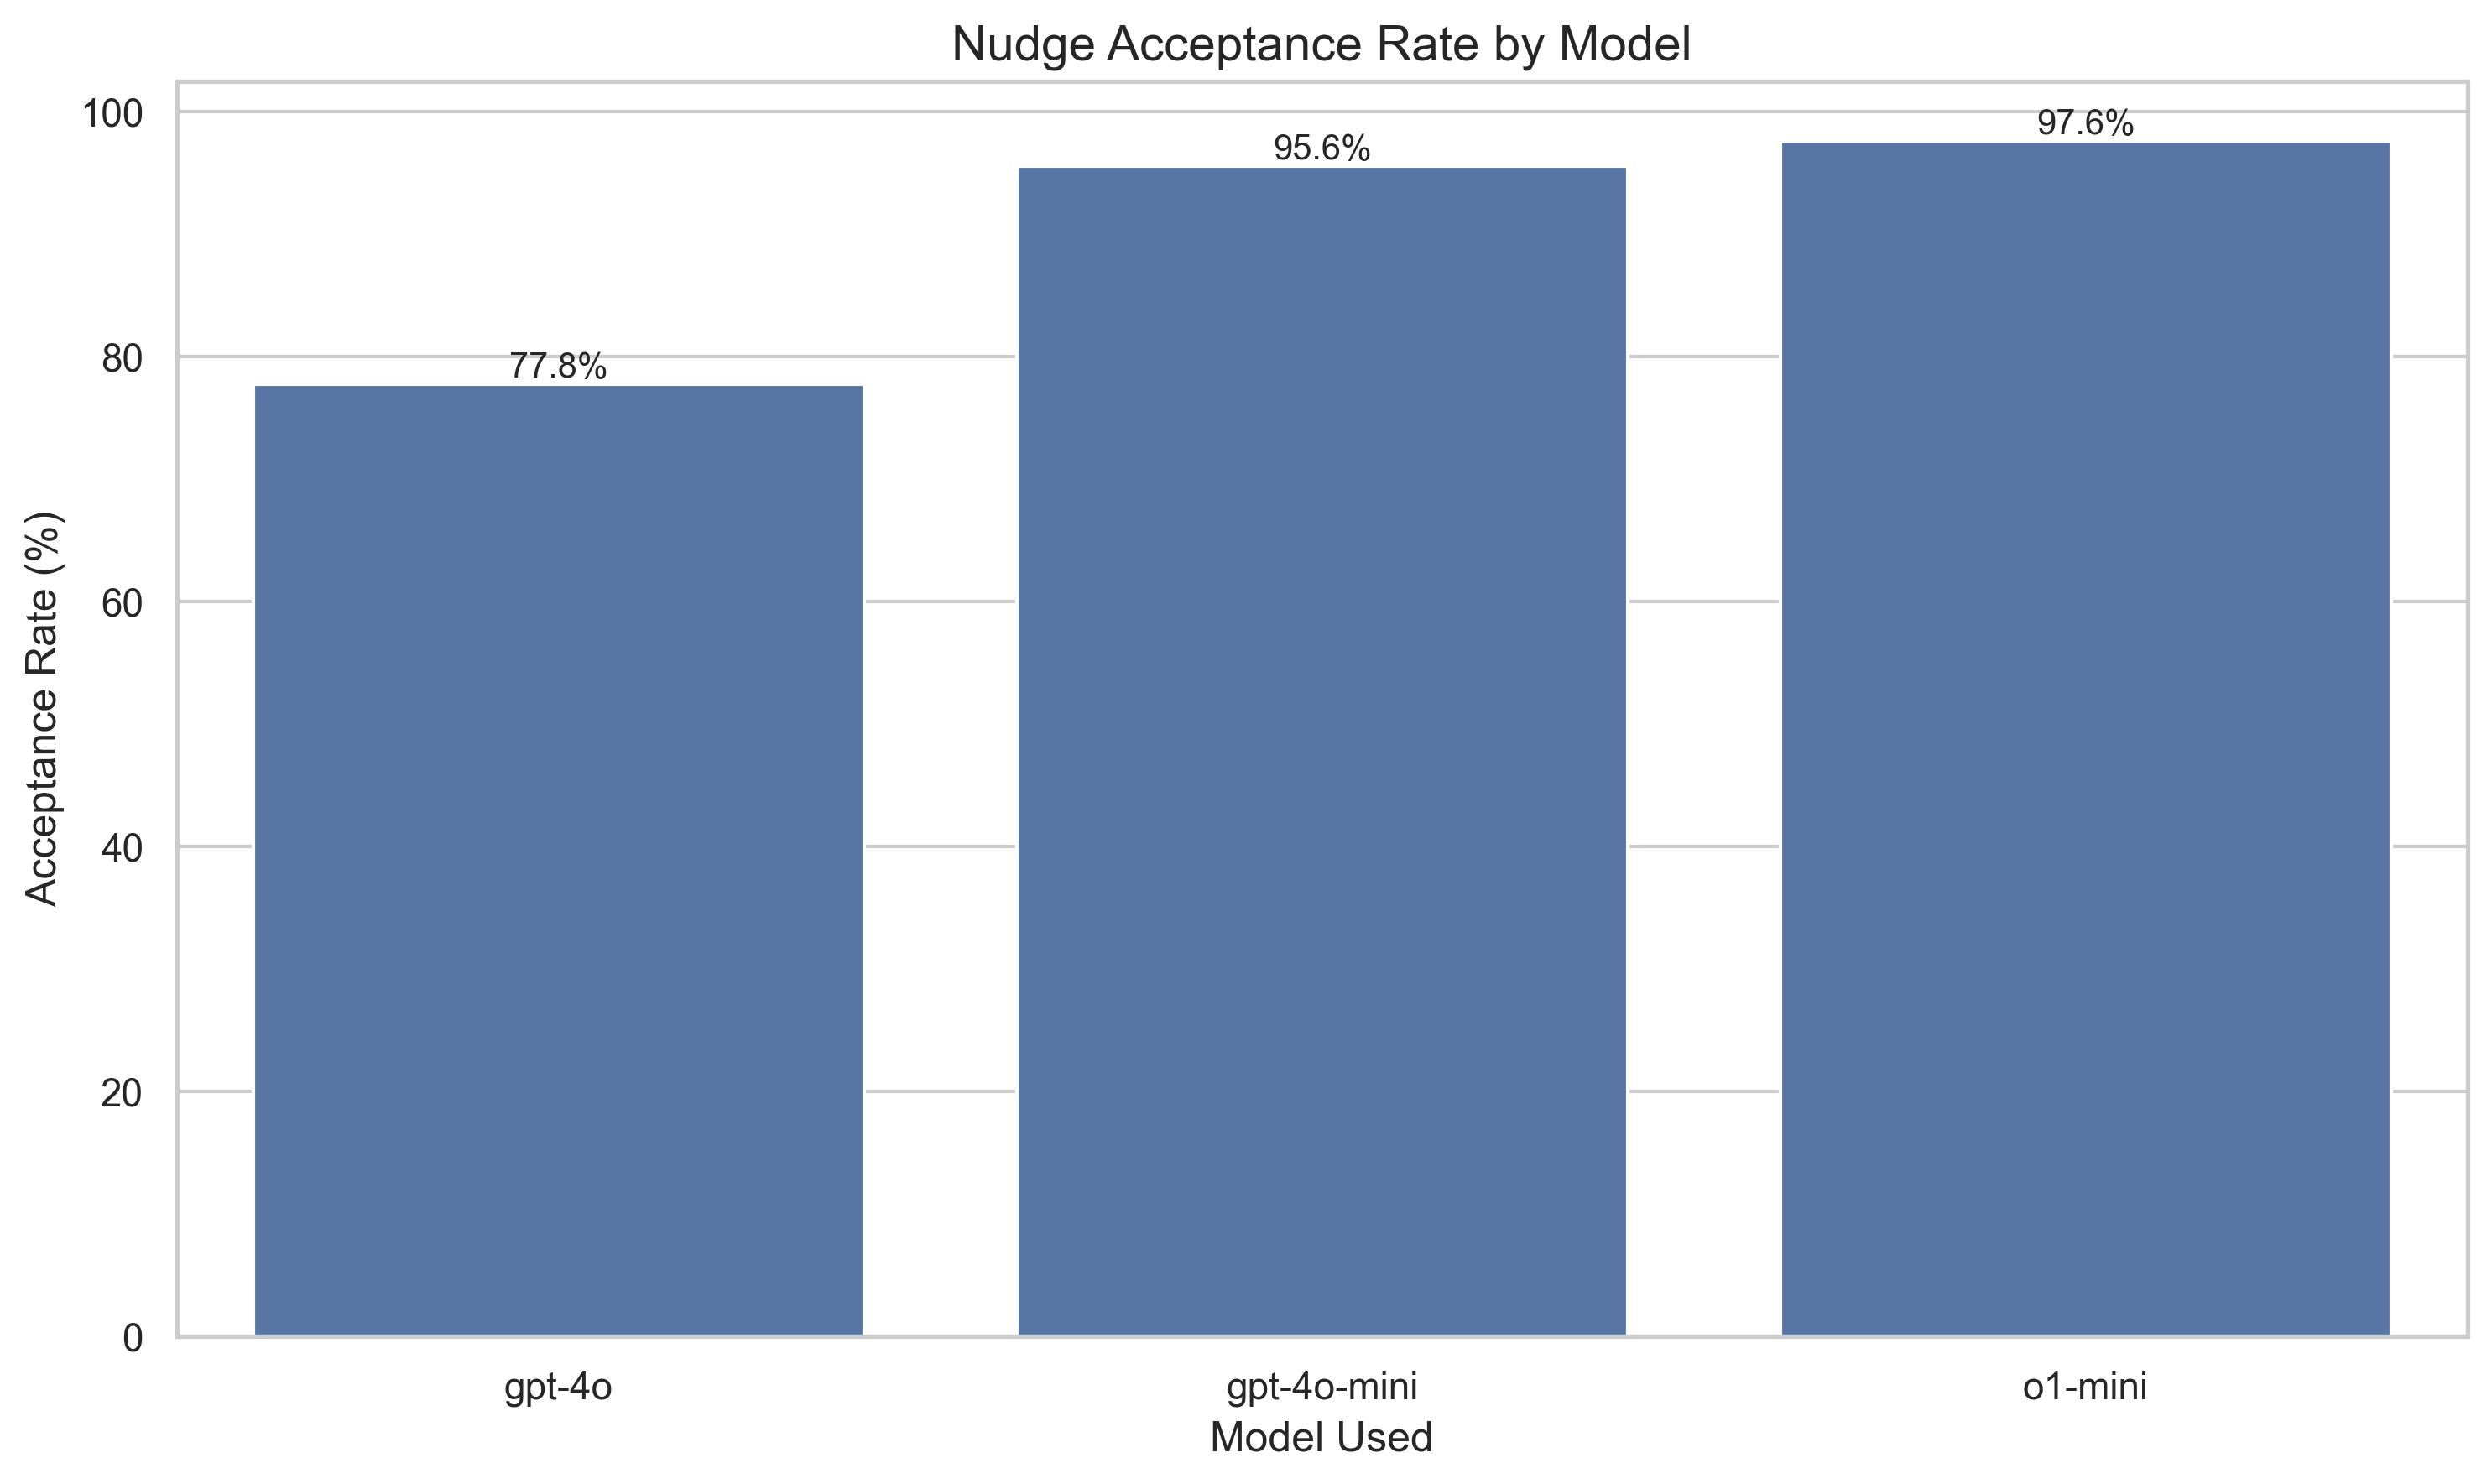 Nudge Acceptance Rate by Model
Acceptance Rate (%)
100
80
60
40
20
0
77.8%
95.6%
97.6%
gpt-4o
gpt-4o-mini
o1-mini
Model Used